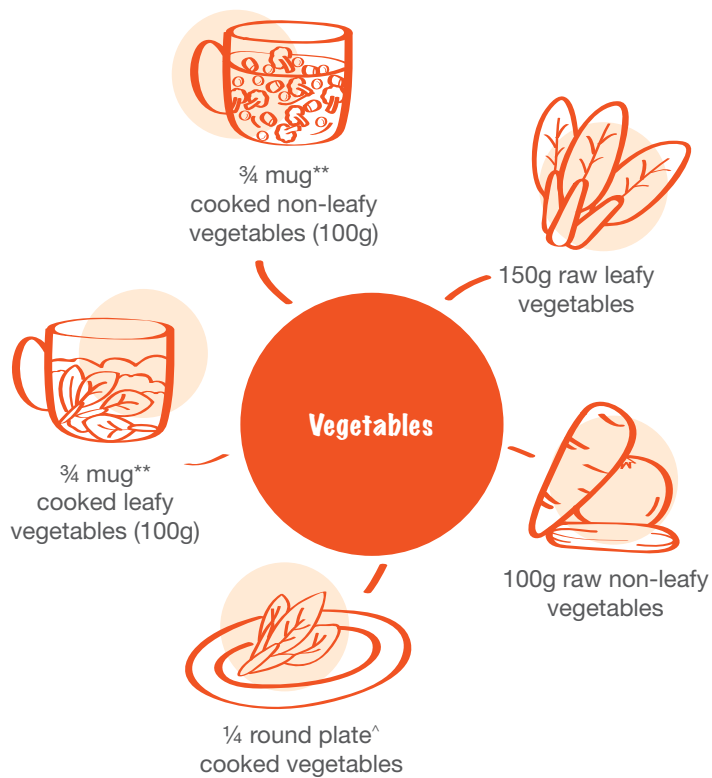 ¾ mug**
cooked non-leafy
vegetables (100g)
150g raw leafy
vegetables
Vegetables
¾ mug**
cooked leafy
vegetables (100g)
100g raw non-leafy
vegetables
¼ round plate^
cooked vegetables